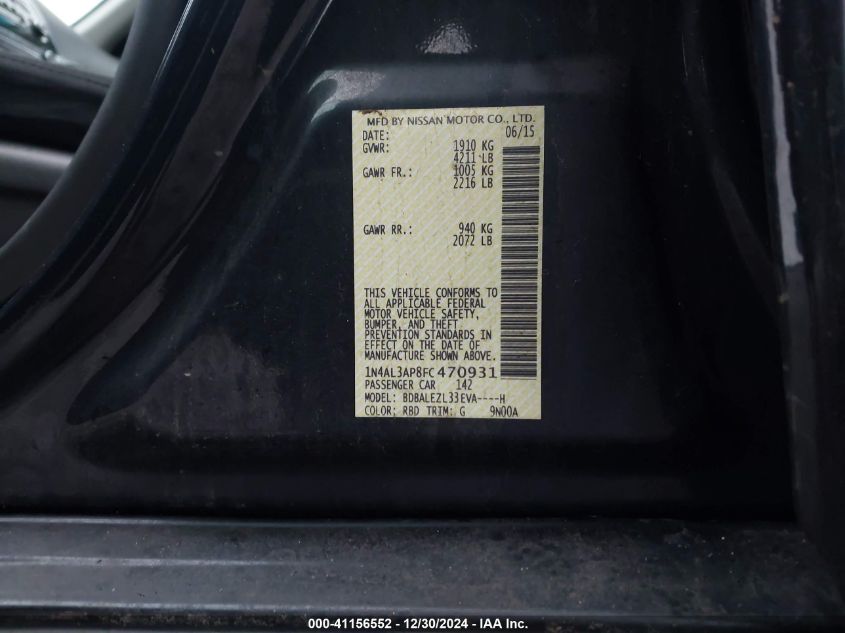 MFD BY NISSAN MOTOR CO., LTD.
DATE: 06/15
GVWR: 1910 KG
4211 LB
GAWR FR.: 1005 KG
2216 LB
GAWR RR.: 940 KG
2072 LB
THIS VEHICLE CONFORMS TO
ALL APPLICABLE FEDERAL
MOTOR VEHICLE SAFETY,
BUMPER, AND THEFT
PREVENTION STANDARDS IN
EFFECT ON THE DATE OF
MANUFACTURE SHOWN ABOVE.
1N4AL3AP8FC470931
PASSENGER CAR 142
MODEL: BDBALEZL33EVA----H
COLOR: RBD TRIM: G 9N00A
000-41156552 - 12/30/2024 - IAA Inc.